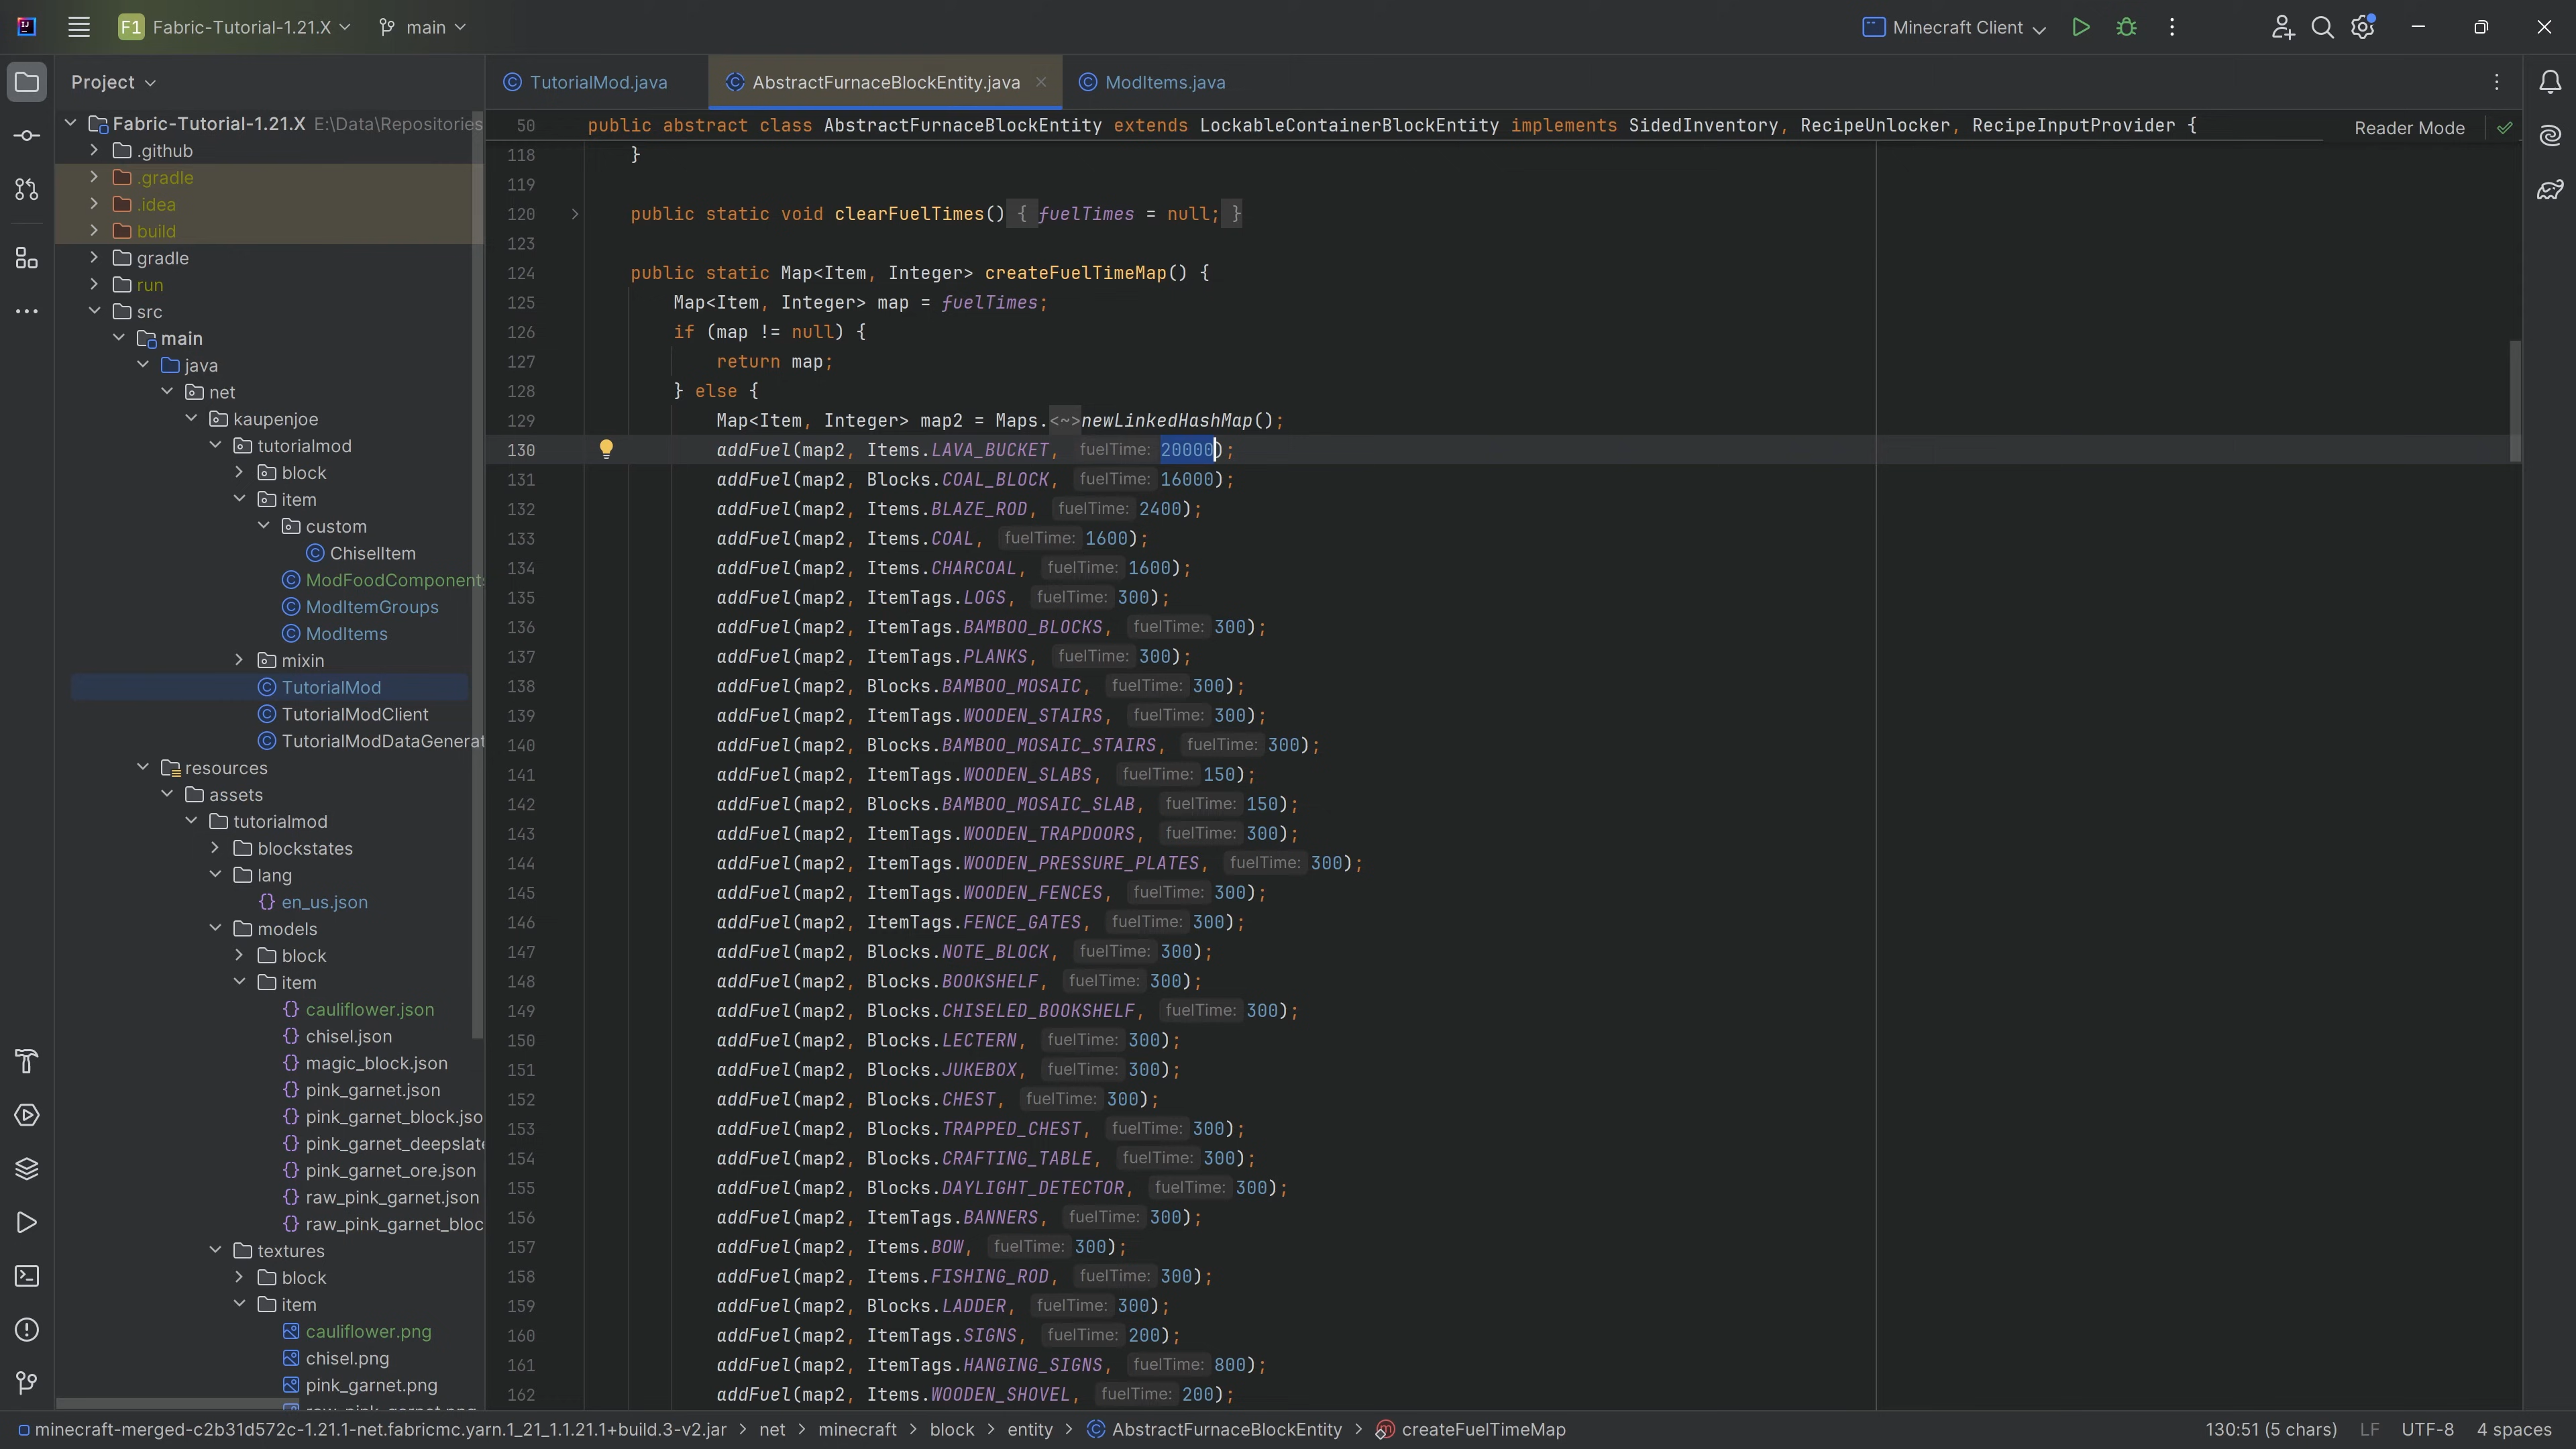 F1 Fabric-Tutorial-1.21.X main Minecraft Client
Project
TutorialMod.java AbstractFurnaceBlockEntity.java ModItems.java
Fabric-Tutorial-1.21.X E:\Data\Repositories
.github
.gradle
.idea
build
gradle
run
src
main
java
net
kaupenjoe
tutorialmod
block
item
custom
ChiselItem
ModFoodComponents
ModItemGroups
ModItems
mixin
TutorialMod
TutorialModClient
TutorialModDataGenerat
resources
assets
tutorialmod
blockstates
lang
en_us.json
models
block
item
cauliflower.json
chisel.json
magic_block.json
pink_garnet.json
pink_garnet_block.jso
pink_garnet_deepslate
pink_garnet_ore.json
raw_pink_garnet.json
raw_pink_garnet_bloc
textures
block
item
cauliflower.png
chisel.png
pink_garnet.png
50 public abstract class AbstractFurnaceBlockEntity extends LockableContainerBlockEntity implements SidedInventory, RecipeUnlocker, RecipeInputProvider {
Reader Mode
118 }
119
120 public static void clearFuelTimes() { fuelTimes = null; }
123
124 public static Map<Item, Integer> createFuelTimeMap() {
125 Map<Item, Integer> map = fuelTimes;
126 if (map != null) {
127 return map;
128 } else {
129 Map<Item, Integer> map2 = Maps.<~>newLinkedHashMap();
130 addFuel(map2, Items.LAVA_BUCKET, fuelTime: 20000);
131 addFuel(map2, Blocks.COAL_BLOCK, fuelTime: 16000);
132 addFuel(map2, Items.BLAZE_ROD, fuelTime: 2400);
133 addFuel(map2, Items.COAL, fuelTime: 1600);
134 addFuel(map2, Items.CHARCOAL, fuelTime: 1600);
135 addFuel(map2, ItemTags.LOGS, fuelTime: 300);
136 addFuel(map2, ItemTags.BAMBOO_BLOCKS, fuelTime: 300);
137 addFuel(map2, ItemTags.PLANKS, fuelTime: 300);
138 addFuel(map2, Blocks.BAMBOO_MOSAIC, fuelTime: 300);
139 addFuel(map2, ItemTags.WOODEN_STAIRS, fuelTime: 300);
140 addFuel(map2, Blocks.BAMBOO_MOSAIC_STAIRS, fuelTime: 300);
141 addFuel(map2, ItemTags.WOODEN_SLABS, fuelTime: 150);
142 addFuel(map2, Blocks.BAMBOO_MOSAIC_SLAB, fuelTime: 150);
143 addFuel(map2, ItemTags.WOODEN_TRAPDOORS, fuelTime: 300);
144 addFuel(map2, ItemTags.WOODEN_PRESSURE_PLATES, fuelTime: 300);
145 addFuel(map2, ItemTags.WOODEN_FENCES, fuelTime: 300);
146 addFuel(map2, ItemTags.FENCE_GATES, fuelTime: 300);
147 addFuel(map2, Blocks.NOTE_BLOCK, fuelTime: 300);
148 addFuel(map2, Blocks.BOOKSHELF, fuelTime: 300);
149 addFuel(map2, Blocks.CHISELED_BOOKSHELF, fuelTime: 300);
150 addFuel(map2, Blocks.LECTERN, fuelTime: 300);
151 addFuel(map2, Blocks.JUKEBOX, fuelTime: 300);
152 addFuel(map2, Blocks.CHEST, fuelTime: 300);
153 addFuel(map2, Blocks.TRAPPED_CHEST, fuelTime: 300);
154 addFuel(map2, Blocks.CRAFTING_TABLE, fuelTime: 300);
155 addFuel(map2, Blocks.DAYLIGHT_DETECTOR, fuelTime: 300);
156 addFuel(map2, ItemTags.BANNERS, fuelTime: 300);
157 addFuel(map2, Items.BOW, fuelTime: 300);
158 addFuel(map2, Items.FISHING_ROD, fuelTime: 300);
159 addFuel(map2, Blocks.LADDER, fuelTime: 300);
160 addFuel(map2, ItemTags.SIGNS, fuelTime: 200);
161 addFuel(map2, ItemTags.HANGING_SIGNS, fuelTime: 800);
162 addFuel(map2, Items.WOODEN_SHOVEL, fuelTime: 200);
minecraft-merged-c2b31d572c-1.21.1-net.fabricmc.yarn.1_21_1.1.21.1+build.3-v2.jar > net > minecraft > block > entity > AbstractFurnaceBlockEntity > createFuelTimeMap 130:51 (5 chars) LF UTF-8 4 spaces